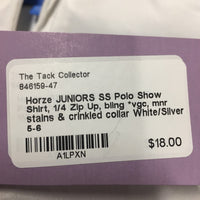 The Tack Collector
846159-47
Horze JUNIORS SS Polo Show
Shirt, 1/4 Zip Up, bling *vgc, mnr
stains & crinkled collar White/Silver
5-6
$18.00
A1LPXN